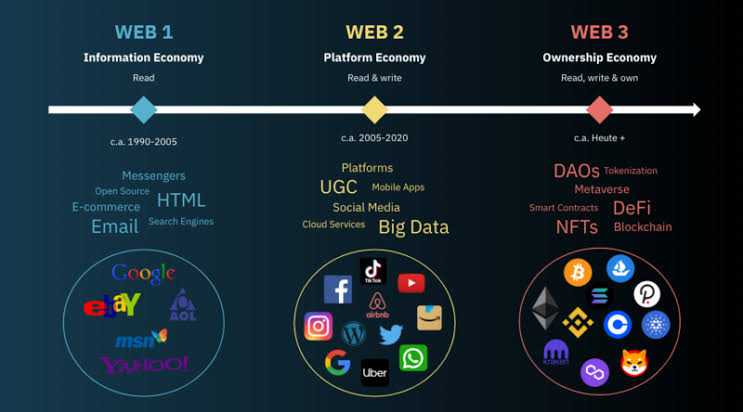 WEB 1
Information Economy
Read
WEB 2
Platform Economy
Read & write
WEB 3
Ownership Economy
Read, write & own
c.a. 1990-2005
c.a. 2005-2020
c.a. Heute +
Messengers
Open Source
HTML
E-commerce
Email
Search Engines
Platforms
UGC
Mobile Apps
Social Media
Cloud Services
Big Data
DAOs
Tokenization
Metaverse
Smart Contracts
DeFi
NFTs
Blockchain
Google
ebaY
AOL
msn
YAHOO!
TikTok
airbnb
Uber
kraken